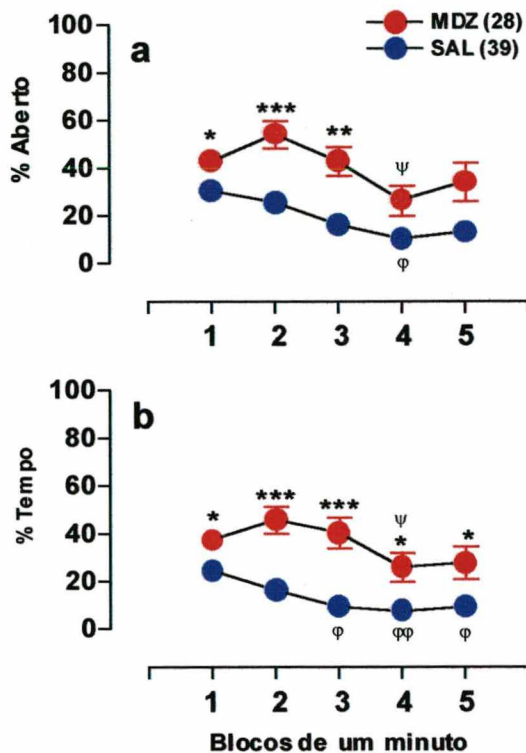 MDZ (28)
SAL (39)
a
% Aberto
100
80
60
40
20
0
* *** ** ψ
φ
1 2 3 4 5
b
% Tempo
100
80
60
40
20
0
* *** *** ψ * *
φ φφ φ
1 2 3 4 5
Blocos de um minuto